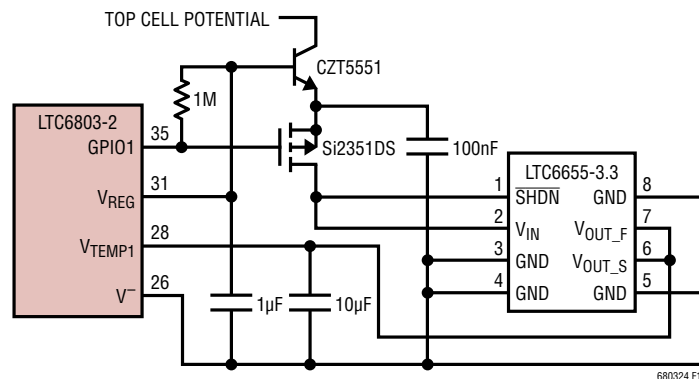 TOP CELL POTENTIAL
CZT5551
1M
LTC6803-2
GPIO1
35
Si2351DS
100nF
LTC6655-3.3
VREG
31
1
SHDN
GND
8
2
VIN
VOUT_F
7
VTEMP1
28
3
GND
VOUT_S
6
4
GND
GND
5
V–
26
1µF
10µF